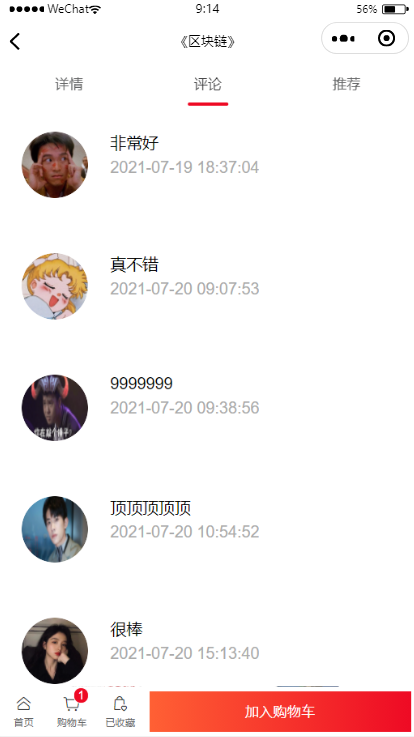 WeChat 9:14 56%
《区块链》
详情 评论 推荐
非常好
2021-07-19 18:37:04
真不错
2021-07-20 09:07:53
9999999
2021-07-20 09:38:56
顶顶顶顶顶
2021-07-20 10:54:52
很棒
2021-07-20 15:13:40
1
首页 购物车 已收藏 加入购物车